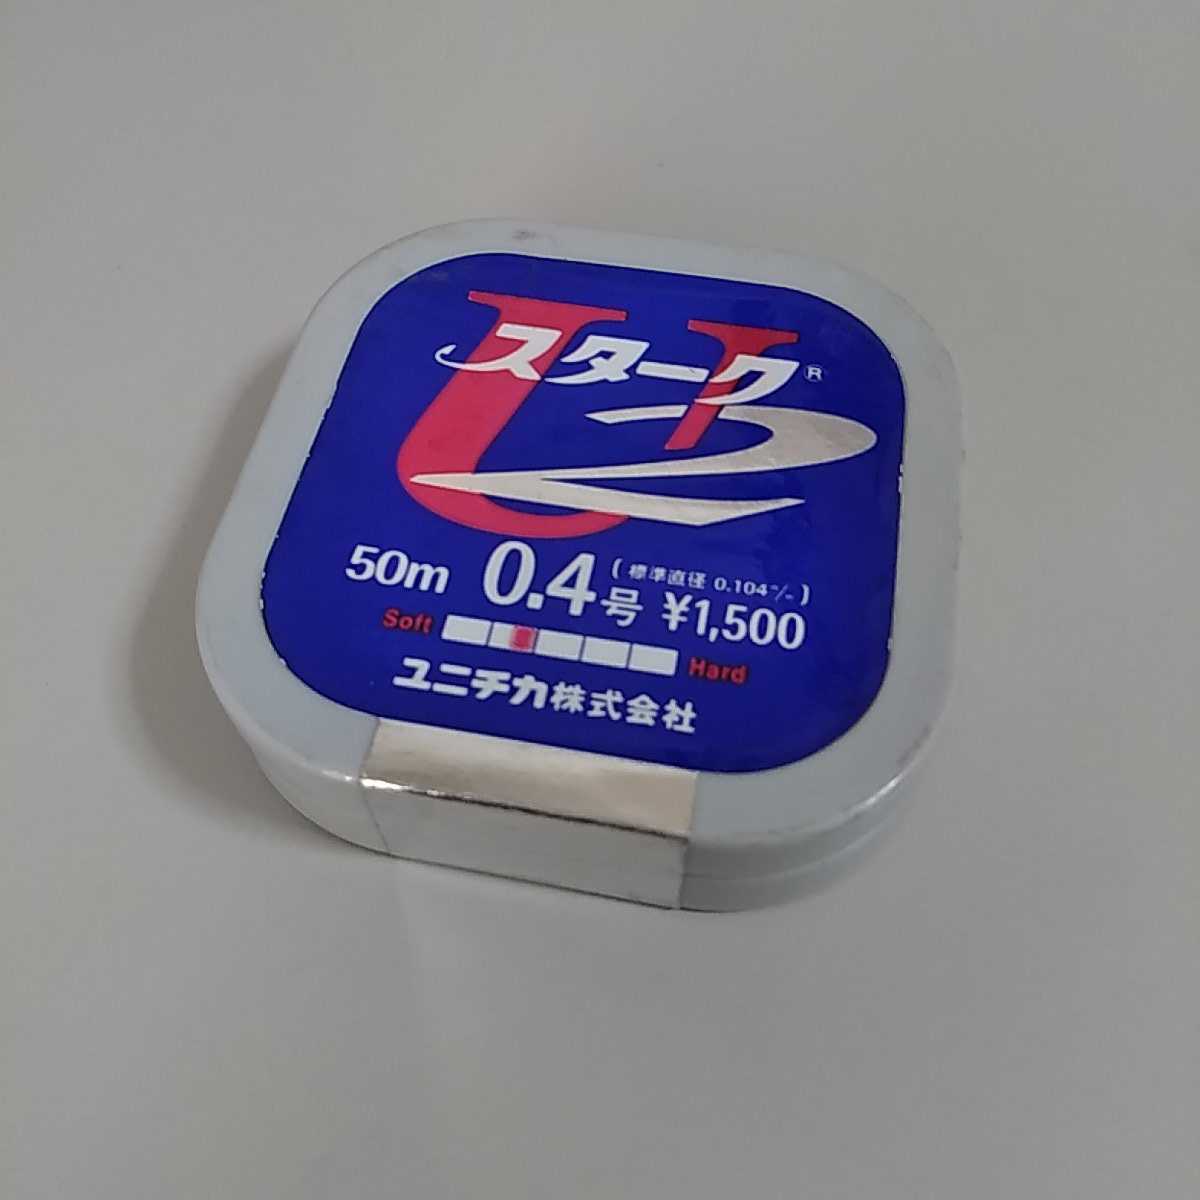 スターク®
U2
50m 0.4号 (標準直径 0.104m/m) ¥1,500
Soft Hard
ユニチカ株式会社